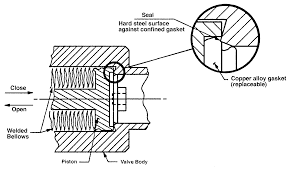 Seal
Hard steel surface
against confined gasket
Copper alloy gasket
(replaceable)
Close
Open
Welded
Bellows
Piston
Valve Body